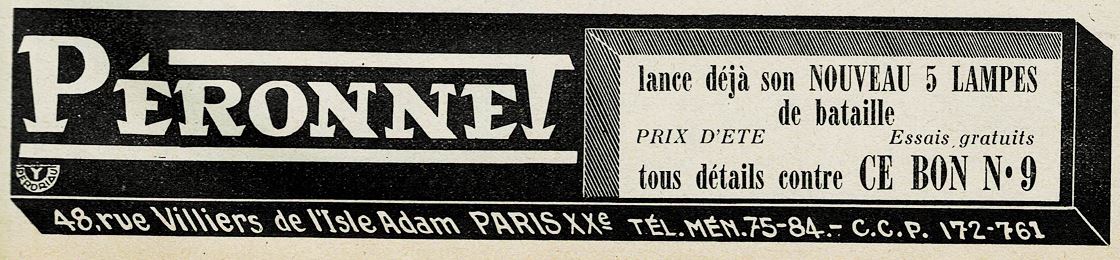 PÉRONNET
lance déjà son NOUVEAU 5 LAMPES
de bataille
PRIX D'ETE Essais gratuits
tous détails contre CE BON N• 9
Y
PEDORIAU
48, rue Villiers de l'Isle Adam PARIS XXe TÉL. MÉN. 75-84.- C.C.P. 172-761